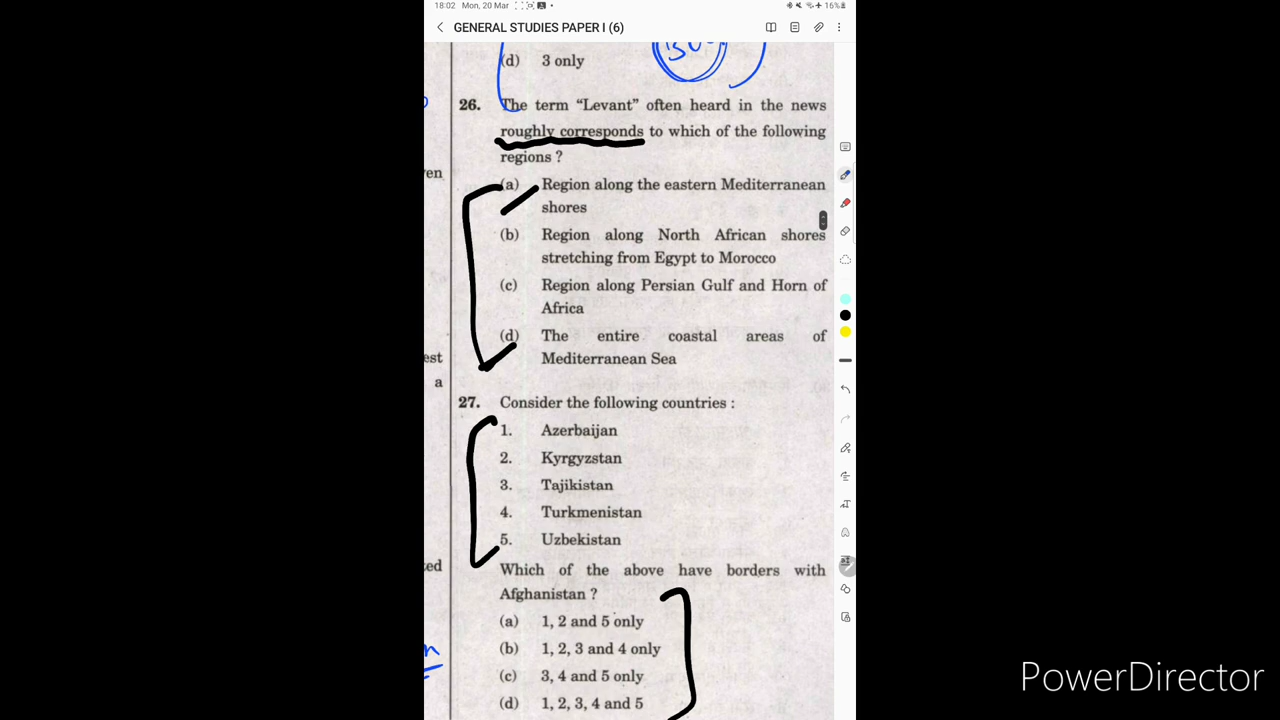 18:02 Mon, 20 Mar
16%
GENERAL STUDIES PAPER I (6)
(d) 3 only
26. The term “Levant” often heard in the news
roughly corresponds to which of the following
regions ?
(a) Region along the eastern Mediterranean
shores
(b) Region along North African shores
stretching from Egypt to Morocco
(c) Region along Persian Gulf and Horn of
Africa
(d) The entire coastal areas of
Mediterranean Sea
27. Consider the following countries :
1. Azerbaijan
2. Kyrgyzstan
3. Tajikistan
4. Turkmenistan
5. Uzbekistan
Which of the above have borders with
Afghanistan ?
(a) 1, 2 and 5 only
(b) 1, 2, 3 and 4 only
(c) 3, 4 and 5 only
(d) 1, 2, 3, 4 and 5
PowerDirector